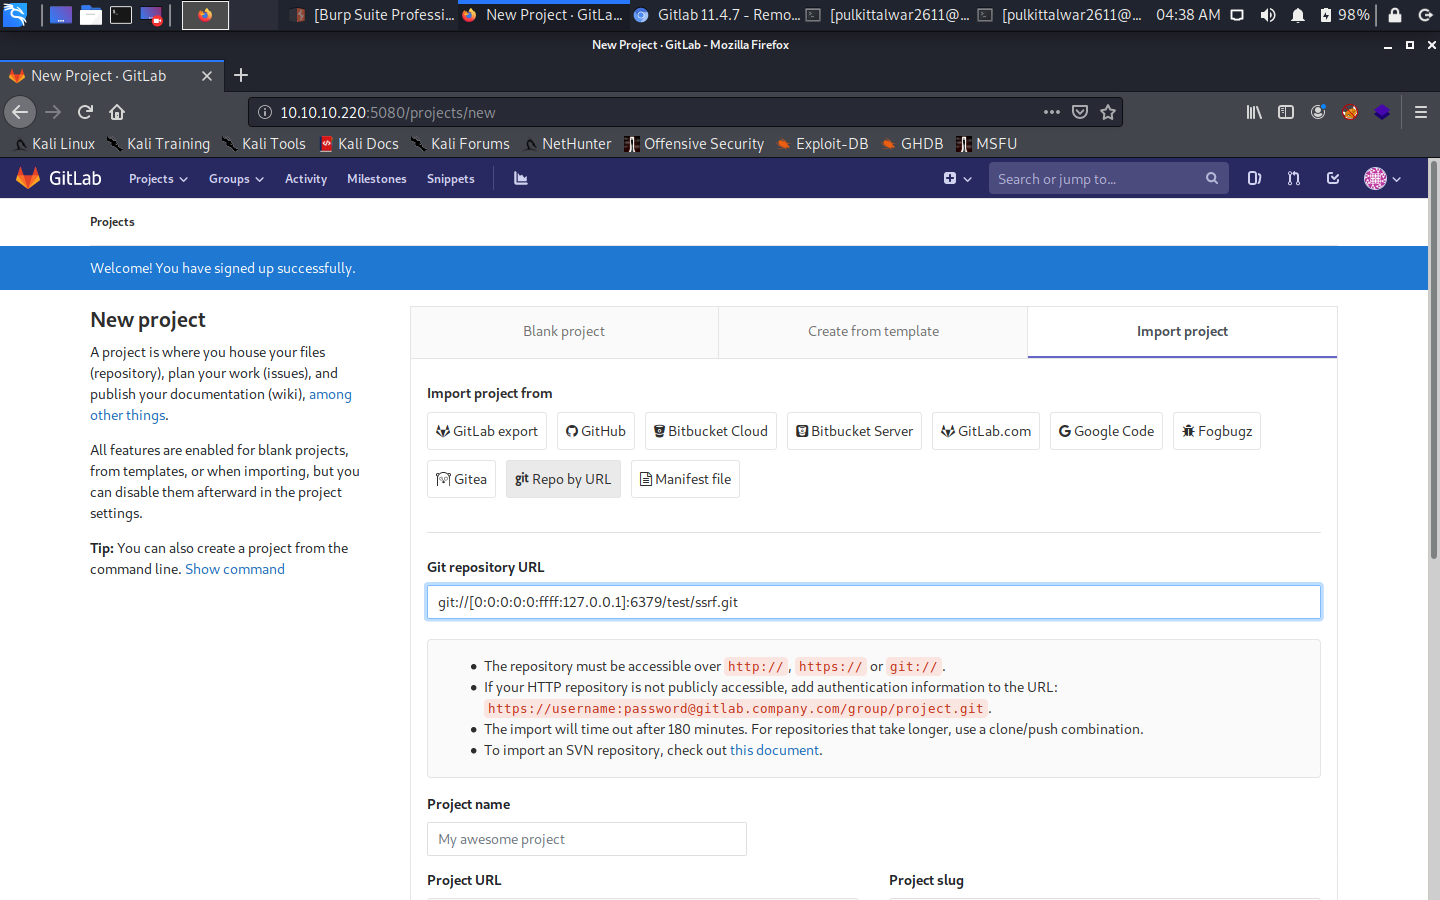 [Burp Suite Professi... New Project · GitLa... Gitlab 11.4.7 - Remo... [pulkittalwar2611@... [pulkittalwar2611@... 04:38 AM 98%
New Project · GitLab - Mozilla Firefox
New Project · GitLab
10.10.10.220:5080/projects/new
Kali Linux Kali Training Kali Tools Kali Docs Kali Forums NetHunter Offensive Security Exploit-DB GHDB MSFU
GitLab Projects Groups Activity Milestones Snippets Search or jump to...
Projects
Welcome! You have signed up successfully.
New project
A project is where you house your files
(repository), plan your work (issues), and
publish your documentation (wiki), among
other things.
All features are enabled for blank projects,
from templates, or when importing, but you
can disable them afterward in the project
settings.
Tip: You can also create a project from the
command line. Show command
Blank project Create from template Import project
Import project from
GitLab export GitHub Bitbucket Cloud Bitbucket Server GitLab.com Google Code Fogbugz
Gitea git Repo by URL Manifest file
Git repository URL
git://[0:0:0:0:0:ffff:127.0.0.1]:6379/test/ssrf.git
The repository must be accessible over http://, https:// or git://.
If your HTTP repository is not publicly accessible, add authentication information to the URL:
https://username:password@gitlab.company.com/group/project.git.
The import will time out after 180 minutes. For repositories that take longer, use a clone/push combination.
To import an SVN repository, check out this document.
Project name
My awesome project
Project URL Project slug